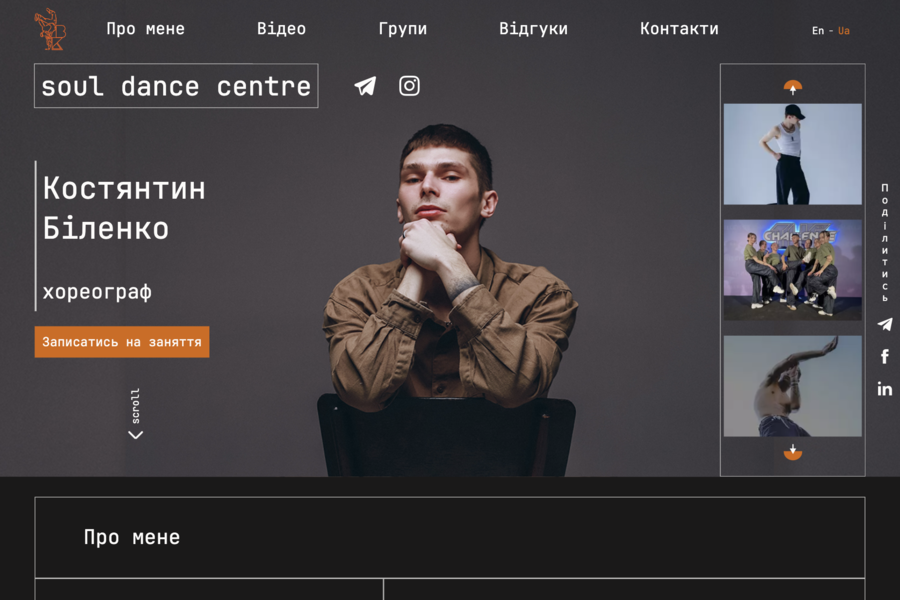 Про мене
Відео
Групи
Відгуки
Контакти
En - Ua
soul dance centre
Костянтин
Біленко
хореограф
Записатись на заняття
scroll
CHALLENGE
Поділитись
Про мене